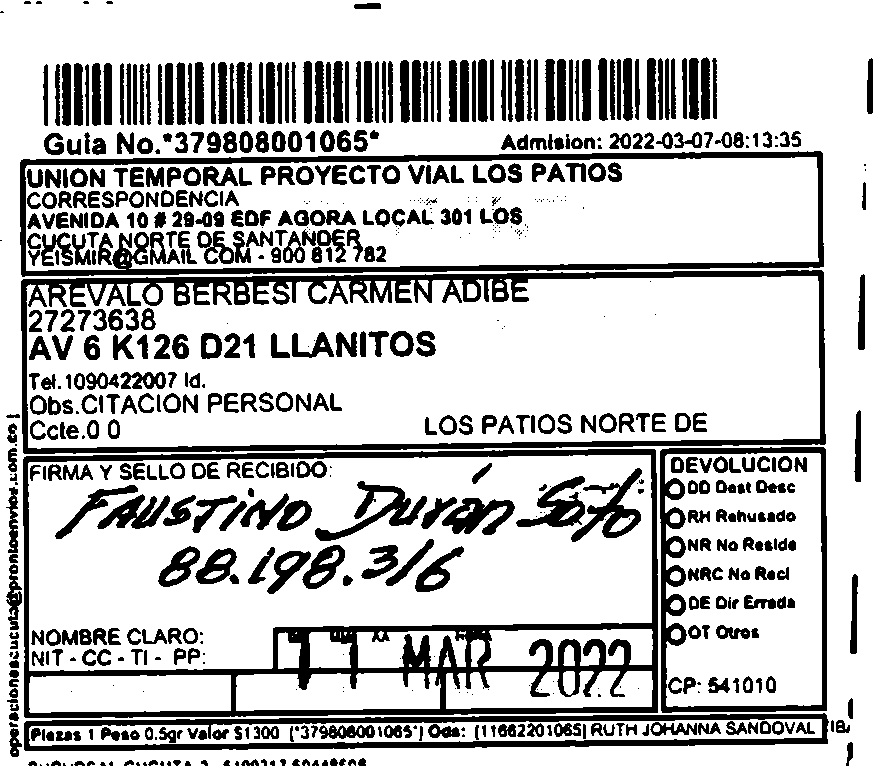 Guia No.*379808001065*
Admision: 2022-03-07-08:13:35
UNION TEMPORAL PROYECTO VIAL LOS PATIOS
CORRESPONDENCIA
AVENIDA 10 # 29-09 EDF AGORA LOCAL 301 LOS
CUCUTA NORTE DE SANTANDER
YEISMIR@GMAIL COM - 900 812 782
AREVALO BERBESI CARMEN ADIBE
27273638
AV 6 K126 D21 LLANITOS
Tel.1090422007 Id.
Obs.CITACION PERSONAL
Ccte.0 0
LOS PATIOS NORTE DE
operacionescucuta@prontoenvios.com.co |
FIRMA Y SELLO DE RECIBIDO:
FAUSTINO Durán Soto
88.198.316
NOMBRE CLARO:
NIT - CC - TI - PP:
11 MAR 2022
DEVOLUCION
DD Dest Desc
RH Rehusado
NR No Reside
NRC No Recl
DE Dir Errada
OT Otros
CP: 541010
Piezas 1 Peso 0.5gr Valor $1300 (*379808001065*) Ods: (11662201065) RUTH JOHANNA SANDOVAL